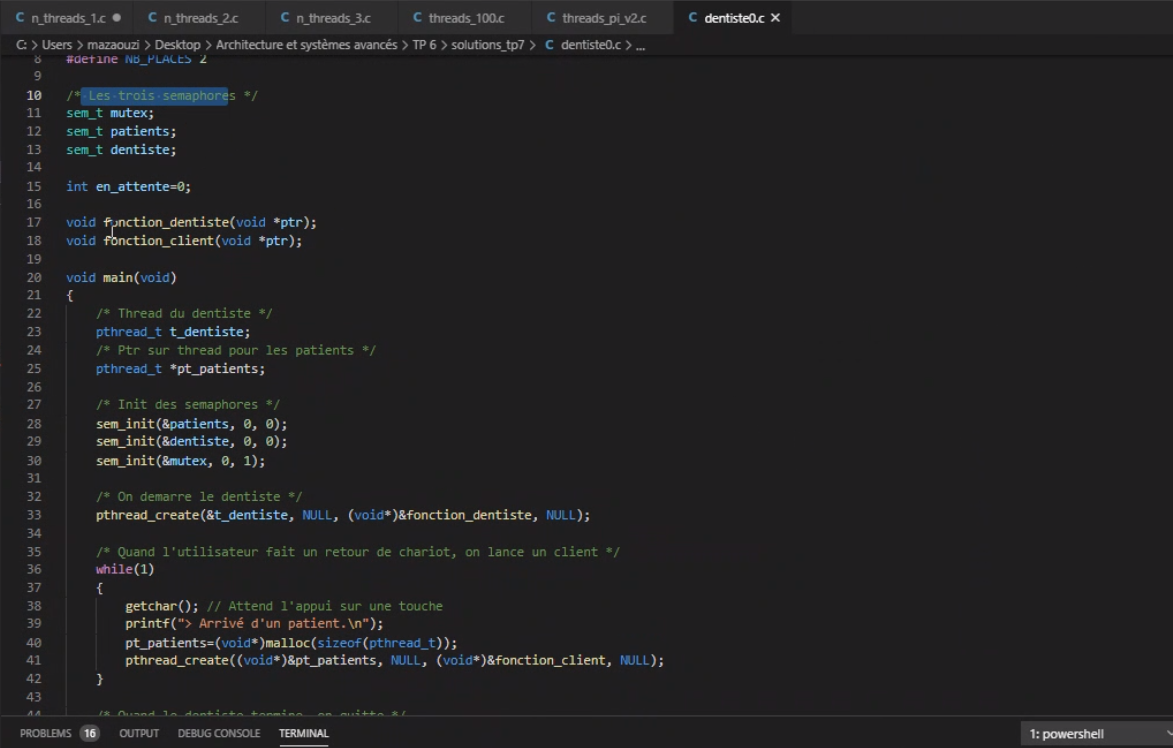 n_threads_1.c
n_threads_2.c
n_threads_3.c
threads_100.c
threads_pi_v2.c
dentiste0.c
C: > Users > mazaouzi > Desktop > Architecture et systèmes avancés > TP 6 > solutions_tp7 > C dentiste0.c > ...
8 #define NB_PLACES 2
9
10 /* Les trois semaphores */
11 sem_t mutex;
12 sem_t patients;
13 sem_t dentiste;
14
15 int en_attente=0;
16
17 void fonction_dentiste(void *ptr);
18 void fonction_client(void *ptr);
19
20 void main(void)
21 {
22 /* Thread du dentiste */
23 pthread_t t_dentiste;
24 /* Ptr sur thread pour les patients */
25 pthread_t *pt_patients;
26
27 /* Init des semaphores */
28 sem_init(&patients, 0, 0);
29 sem_init(&dentiste, 0, 0);
30 sem_init(&mutex, 0, 1);
31
32 /* On demarre le dentiste */
33 pthread_create(&t_dentiste, NULL, (void*)&fonction_dentiste, NULL);
34
35 /* Quand l'utilisateur fait un retour de chariot, on lance un client */
36 while(1)
37 {
38 getchar(); // Attend l'appui sur une touche
39 printf("> Arrivé d'un patient.\n");
40 pt_patients=(void*)malloc(sizeof(pthread_t));
41 pthread_create((void*)&pt_patients, NULL, (void*)&fonction_client, NULL);
42 }
43
44 /* Quand le dentiste termine, on quitte */
PROBLEMS 16 OUTPUT DEBUG CONSOLE TERMINAL 1: powershell